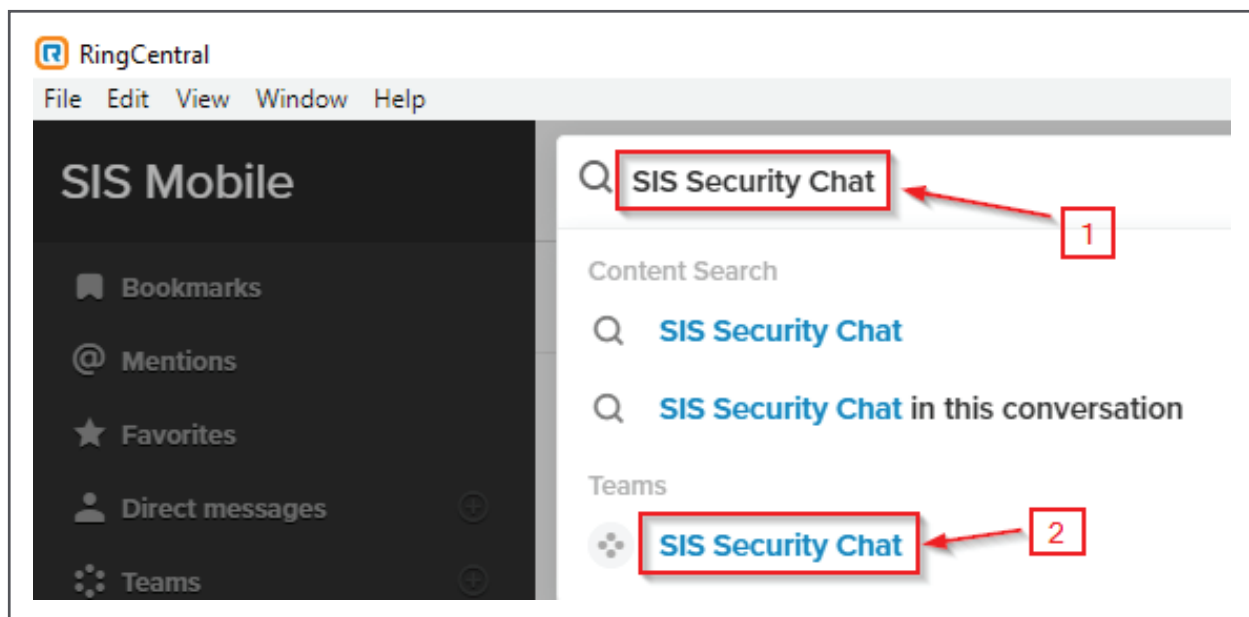 RingCentral
File Edit View Window Help
SIS Mobile
SIS Security Chat
1
Bookmarks
Mentions
Favorites
Direct messages
Teams
Content Search
SIS Security Chat
SIS Security Chat in this conversation
Teams
SIS Security Chat
2